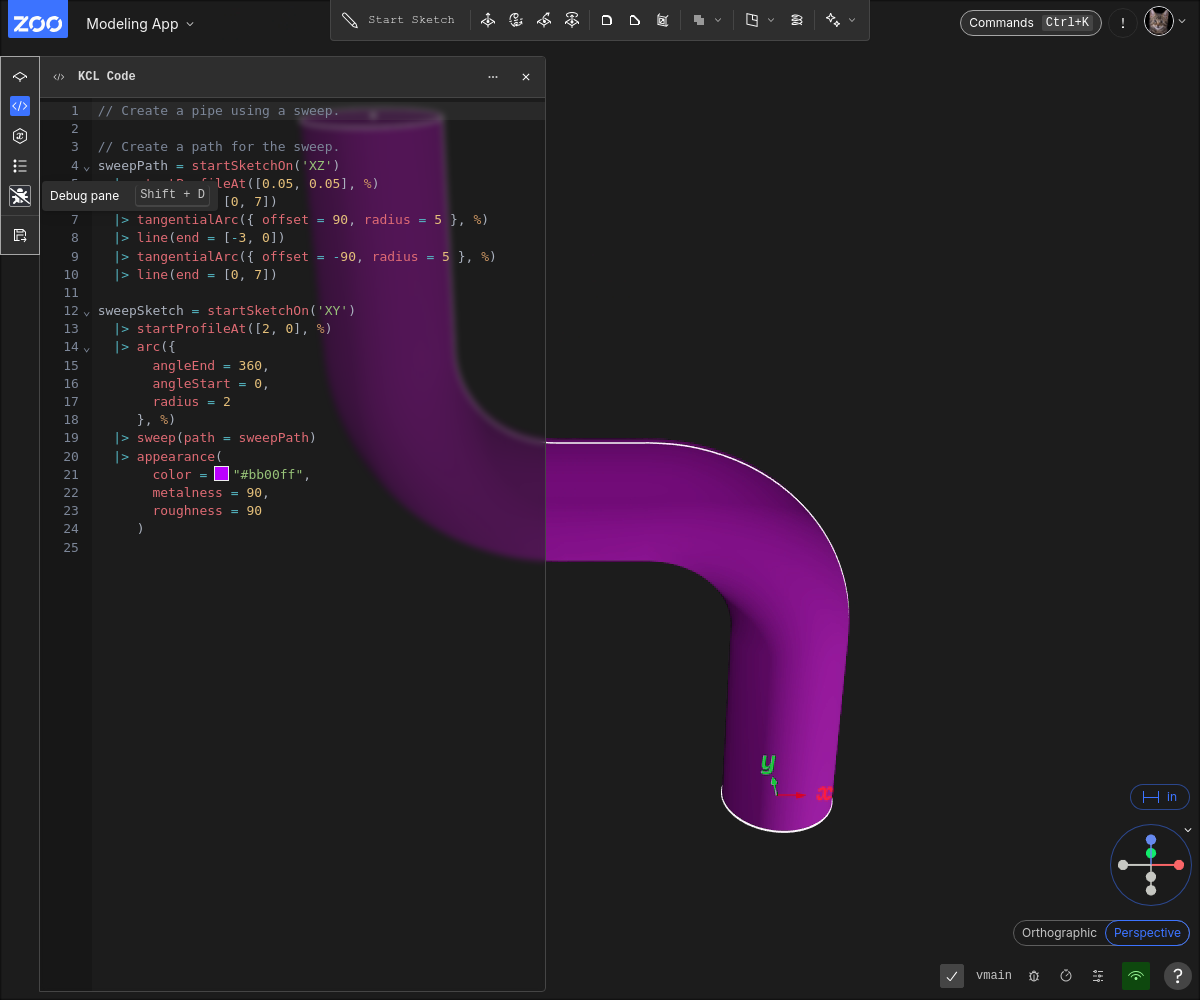 ZOO
Modeling App
Start Sketch
Commands Ctrl+K
!
KCL Code
1 // Create a pipe using a sweep.
2
3 // Create a path for the sweep.
4 sweepPath = startSketchOn('XZ')
ileAt([0.05, 0.05], %)
Debug pane Shift + D
[0, 7])
7 |> tangentialArc({ offset = 90, radius = 5 }, %)
8 |> line(end = [-3, 0])
9 |> tangentialArc({ offset = -90, radius = 5 }, %)
10 |> line(end = [0, 7])
11
12 sweepSketch = startSketchOn('XY')
13 |> startProfileAt([2, 0], %)
14 |> arc({
15 angleEnd = 360,
16 angleStart = 0,
17 radius = 2
18 }, %)
19 |> sweep(path = sweepPath)
20 |> appearance(
21 color = "#bb00ff",
22 metalness = 90,
23 roughness = 90
24 )
25
y
x
in
Orthographic Perspective
vmain
?